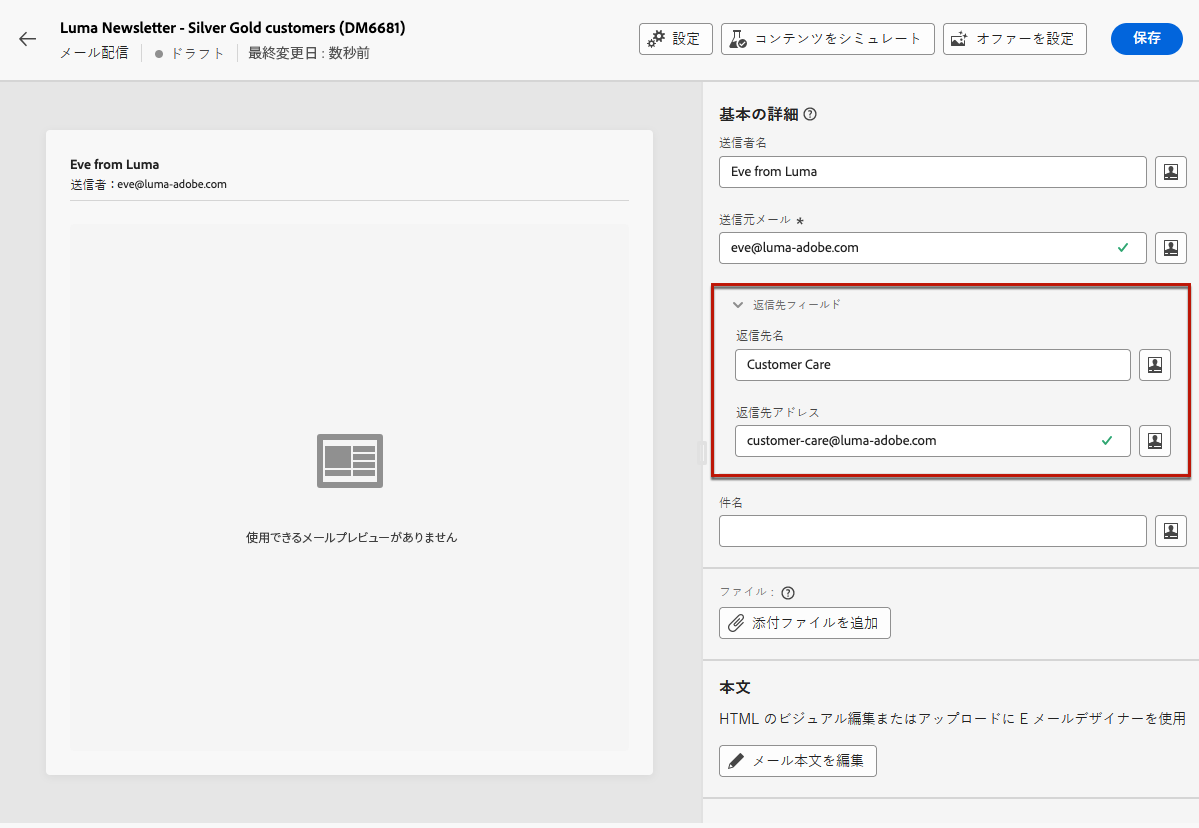 Luma Newsletter - Silver Gold customers (DM6681)
メール配信
ドラフト
最終変更日 : 数秒前
設定
コンテンツをシミュレート
オファーを設定
保存
Eve from Luma
送信者：eve@luma-adobe.com
使用できるメールプレビューがありません
基本の詳細
送信者名
Eve from Luma
送信元メール *
eve@luma-adobe.com
返信先フィールド
返信先名
Customer Care
返信先アドレス
customer-care@luma-adobe.com
件名
ファイル :
添付ファイルを追加
本文
HTML のビジュアル編集またはアップロードに E メールデザイナーを使用
メール本文を編集